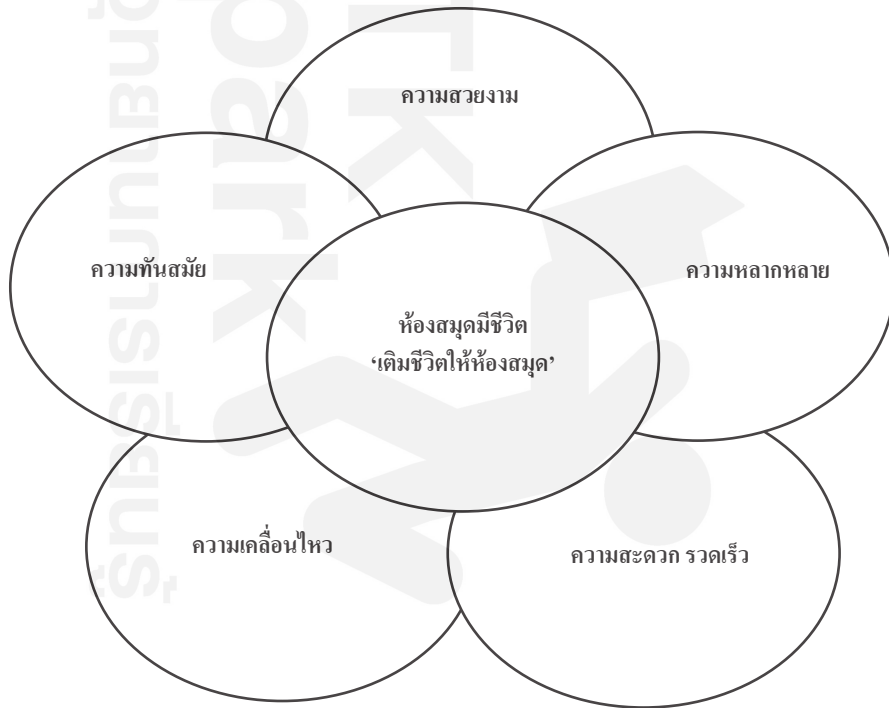 ความสวยงาม
ความทันสมัย
ความหลากหลาย
ห้องสมุดมีชีวิต
‘เติมชีวิตให้ห้องสมุด’
ความเคลื่อนไหว
ความสะดวก รวดเร็ว
TK
park